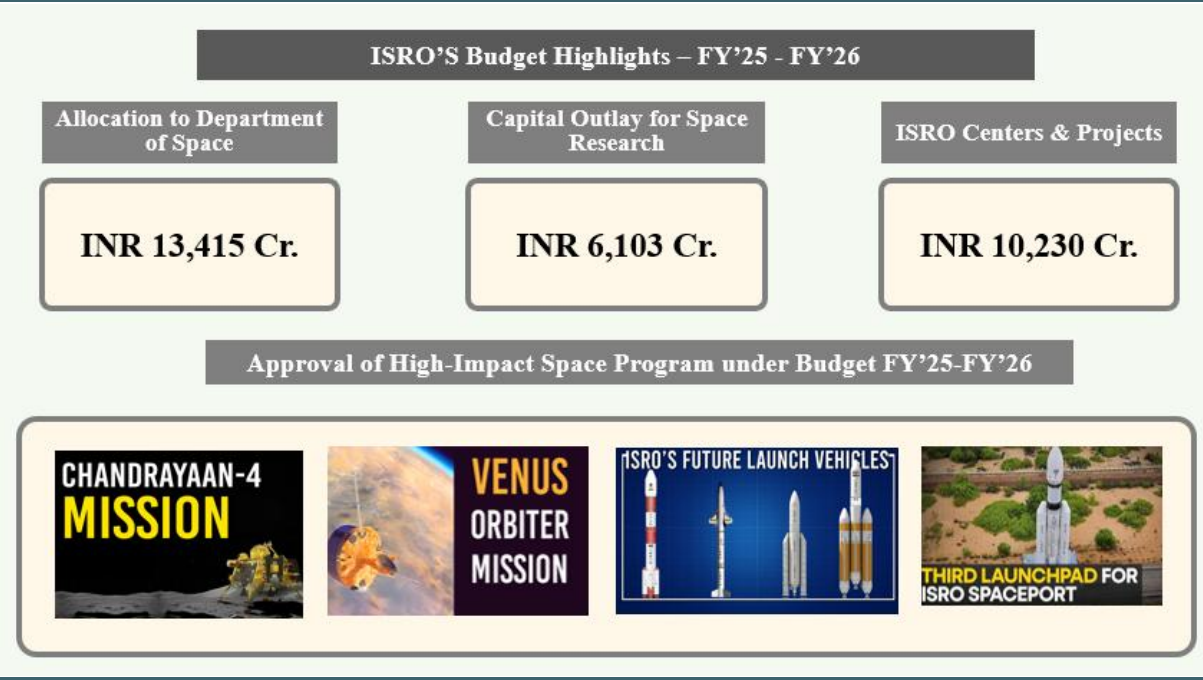 ISRO’S Budget Highlights – FY’25 - FY’26
Allocation to Department
of Space
Capital Outlay for Space
Research
ISRO Centers & Projects
INR 13,415 Cr.
INR 6,103 Cr.
INR 10,230 Cr.
Approval of High-Impact Space Program under Budget FY’25-FY’26
CHANDRAYAAN-4
MISSION
VENUS
ORBITER
MISSION
ISRO'S FUTURE LAUNCH VEHICLES
THIRD LAUNCHPAD FOR
ISRO SPACEPORT